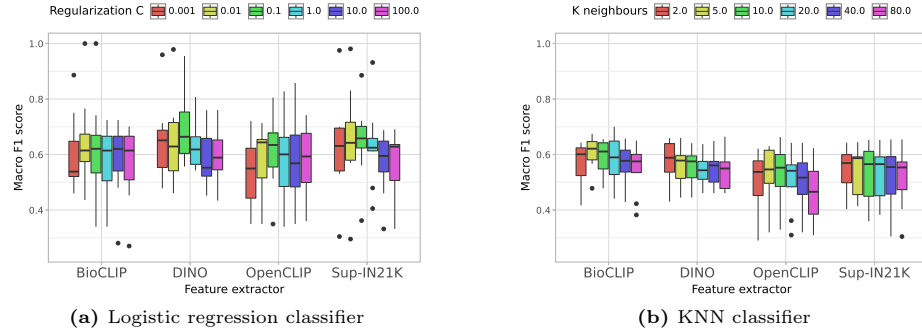 Regularization C 0.001 0.01 0.1 1.0 10.0 100.0
K neighbours 2.0 5.0 10.0 20.0 40.0 80.0
Macro F1 score
1.0
0.8
0.6
0.4
BioCLIP DINO OpenCLIP Sup-IN21K
Feature extractor
Macro F1 score
1.0
0.8
0.6
0.4
BioCLIP DINO OpenCLIP Sup-IN21K
Feature extractor
(a) Logistic regression classifier
(b) KNN classifier